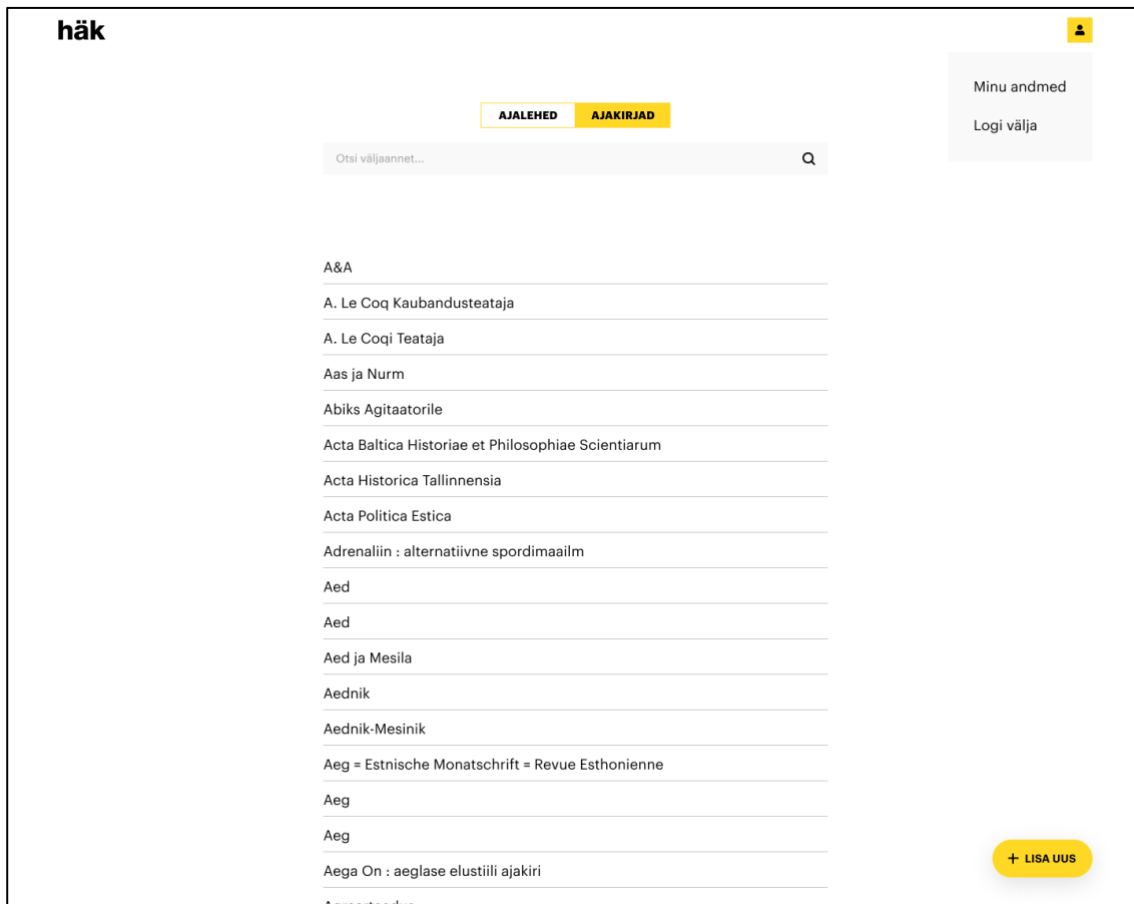 häk
Minu andmed
Logi välja
AJALEHED AJAKIRJAD
Otsi väljaannet...
A&A
A. Le Coq Kaubandusteataja
A. Le Coqi Teataja
Aas ja Nurm
Abiks Agitaatorile
Acta Baltica Historiae et Philosophiae Scientiarum
Acta Historica Tallinnensia
Acta Politica Estica
Adrenaliin : alternatiivne spordimaailm
Aed
Aed
Aed ja Mesila
Aednik
Aednik-Mesinik
Aeg = Estnische Monatschrift = Revue Esthonienne
Aeg
Aeg
Aega On : aeglase elustiili ajakiri
+ LISA UUS